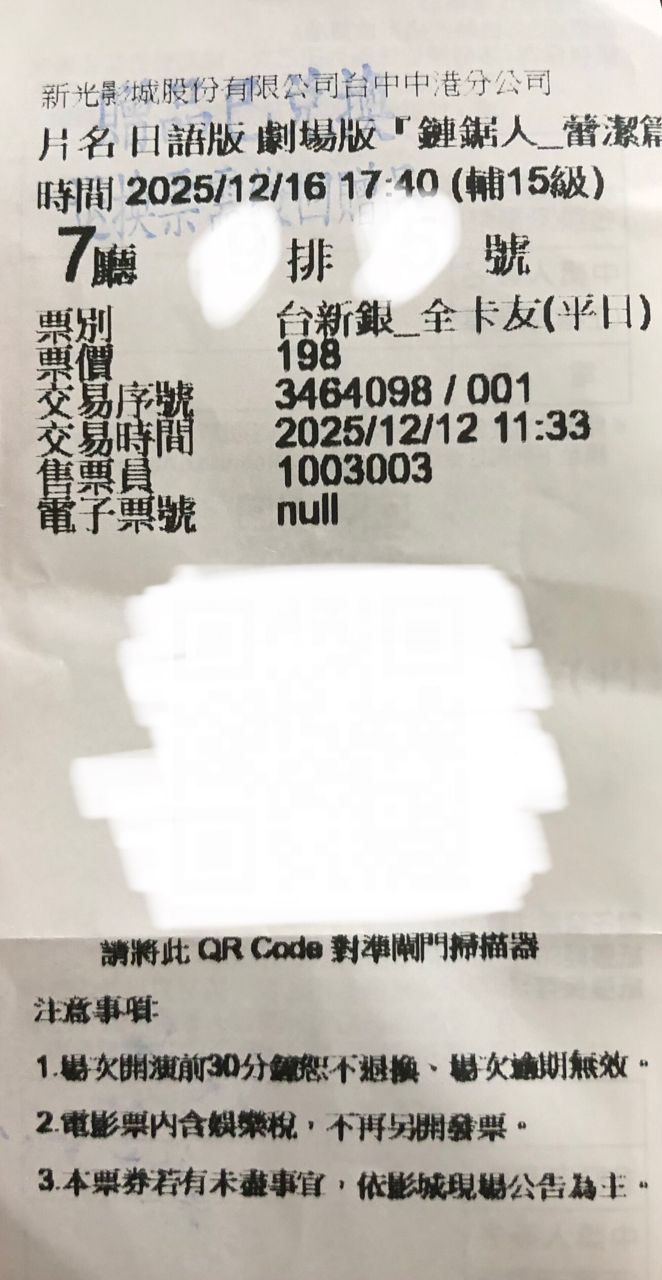 新光影城股份有限公司台中中港分公司
片名 日語版 劇場版『鏈鋸人_蕾潔篇
時間 2025/12/16 17:40 (輔15級)
7廳 排 號
票別 台新銀_全卡友(平日)
票價 198
交易序號 3464098 / 001
交易時間 2025/12/12 11:33
售票員 1003003
電子票號 null
請將此 QR Code 對準閘門掃描器
注意事項:
1.場次開演前30分鐘恕不退換、場次逾期無效。
2.電影票內含娛樂稅，不再另開發票。
3.本票券若有未盡事宜，依影城現場公告為主。